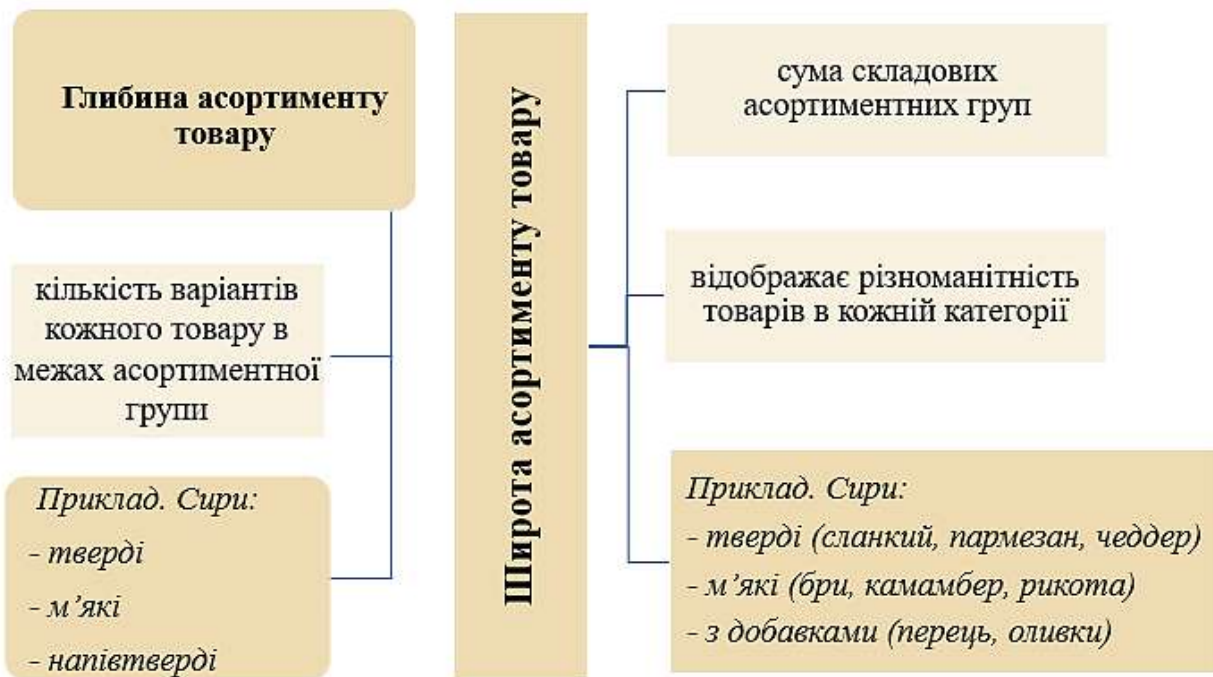 Глибина асортименту
товару
кількість варіантів
кожного товару в
межах асортиментної
групи
Приклад. Сири:
- тверді
- м’які
- напівтверді
Широта асортименту товару
сума складових
асортиментних груп
відображає різноманітність
товарів в кожній категорії
Приклад. Сири:
- тверді (сланкий, пармезан, чеддер)
- м’які (бри, камамбер, рикота)
- з добавками (перець, оливки)